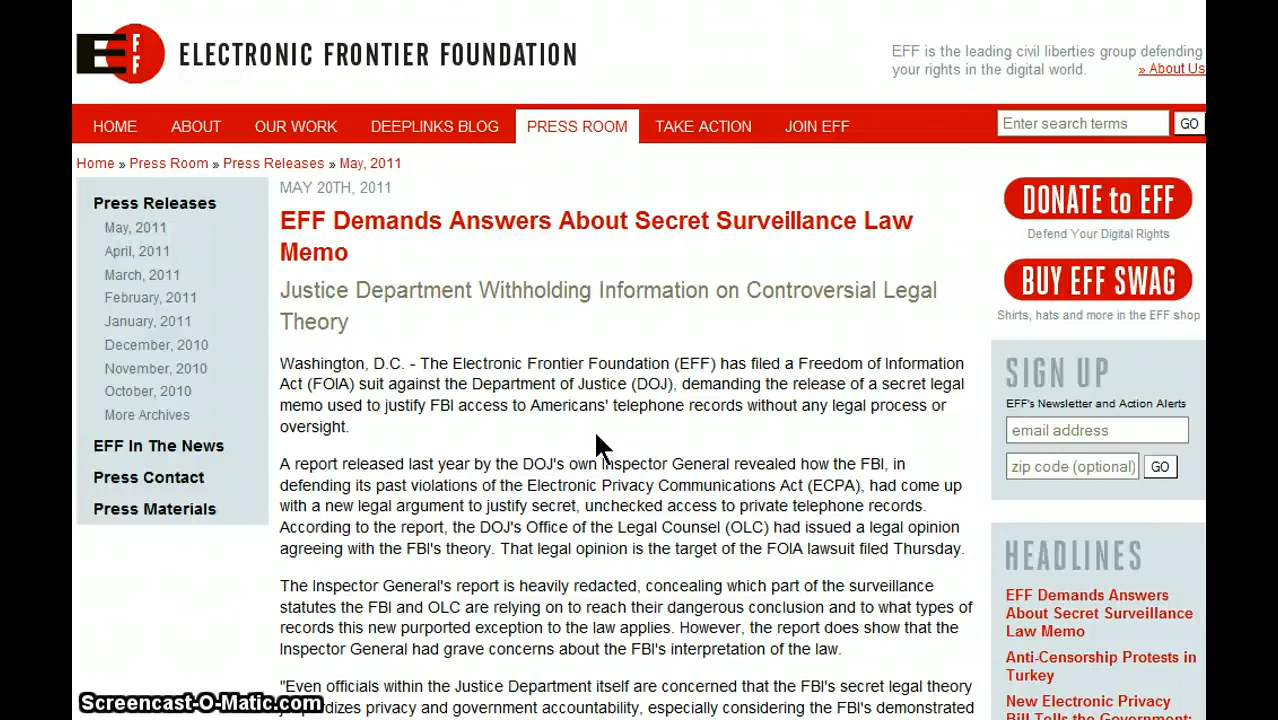 E
F
F
ELECTRONIC FRONTIER FOUNDATION
EFF is the leading civil liberties group defending
your rights in the digital world.
» About Us
HOME ABOUT OUR WORK DEEPLINKS BLOG PRESS ROOM TAKE ACTION JOIN EFF
Enter search terms GO
Home » Press Room » Press Releases » May, 2011
Press Releases
May, 2011
April, 2011
March, 2011
February, 2011
January, 2011
December, 2010
November, 2010
October, 2010
More Archives
EFF In The News
Press Contact
Press Materials
MAY 20TH, 2011
EFF Demands Answers About Secret Surveillance Law
Memo
Justice Department Withholding Information on Controversial Legal
Theory
Washington, D.C. - The Electronic Frontier Foundation (EFF) has filed a Freedom of Information
Act (FOIA) suit against the Department of Justice (DOJ), demanding the release of a secret legal
memo used to justify FBI access to Americans' telephone records without any legal process or
oversight.
A report released last year by the DOJ's own Inspector General revealed how the FBI, in
defending its past violations of the Electronic Privacy Communications Act (ECPA), had come up
with a new legal argument to justify secret, unchecked access to private telephone records.
According to the report, the DOJ's Office of the Legal Counsel (OLC) had issued a legal opinion
agreeing with the FBI's theory. That legal opinion is the target of the FOIA lawsuit filed Thursday.
The Inspector General's report is heavily redacted, concealing which part of the surveillance
statutes the FBI and OLC are relying on to reach their dangerous conclusion and to what types of
records this new purported exception to the law applies. However, the report does show that the
Inspector General had grave concerns about the FBI's interpretation of the law.
"Even officials within the Justice Department itself are concerned that the FBI's secret legal theory
privacy and government accountability, especially considering the FBI's demonstrated
DONATE to EFF
Defend Your Digital Rights
BUY EFF SWAG
Shirts, hats and more in the EFF shop
SIGN UP
EFF's Newsletter and Action Alerts
email address
zip code (optional) GO
HEADLINES
EFF Demands Answers
About Secret Surveillance
Law Memo
Anti-Censorship Protests in
Turkey
New Electronic Privacy
Bill Tells the Government:
Screencast-O-Matic.com